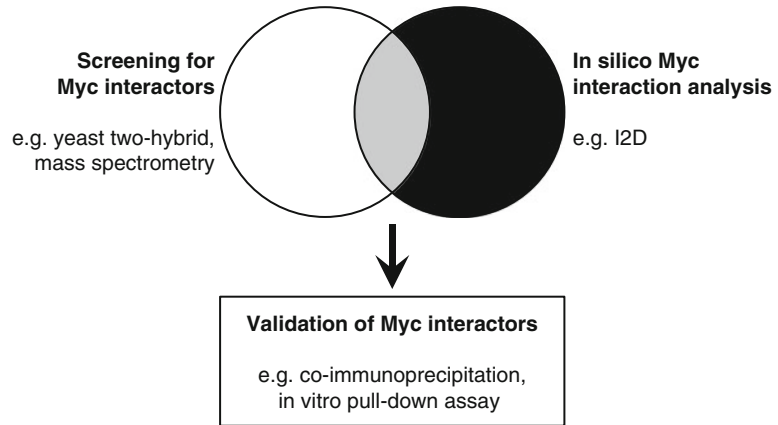 Screening for
Myc interactors
e.g. yeast two-hybrid,
mass spectrometry
In silico Myc
interaction analysis
e.g. I2D
Validation of Myc interactors
e.g. co-immunoprecipitation,
in vitro pull-down assay